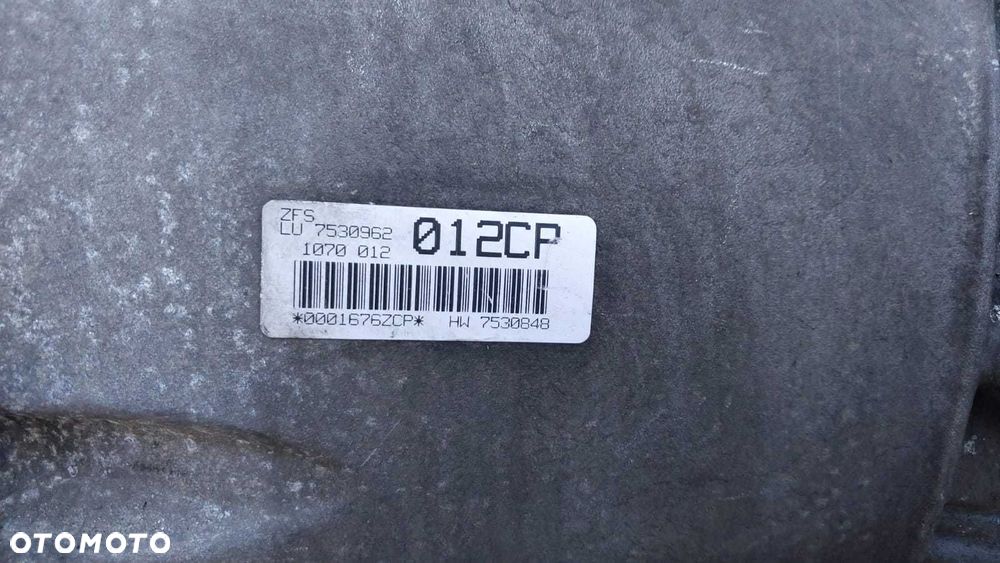 ZFS
LU 7530962
1070 012
012CP
*0001676ZCP* HW 7530848
OTOMOTO